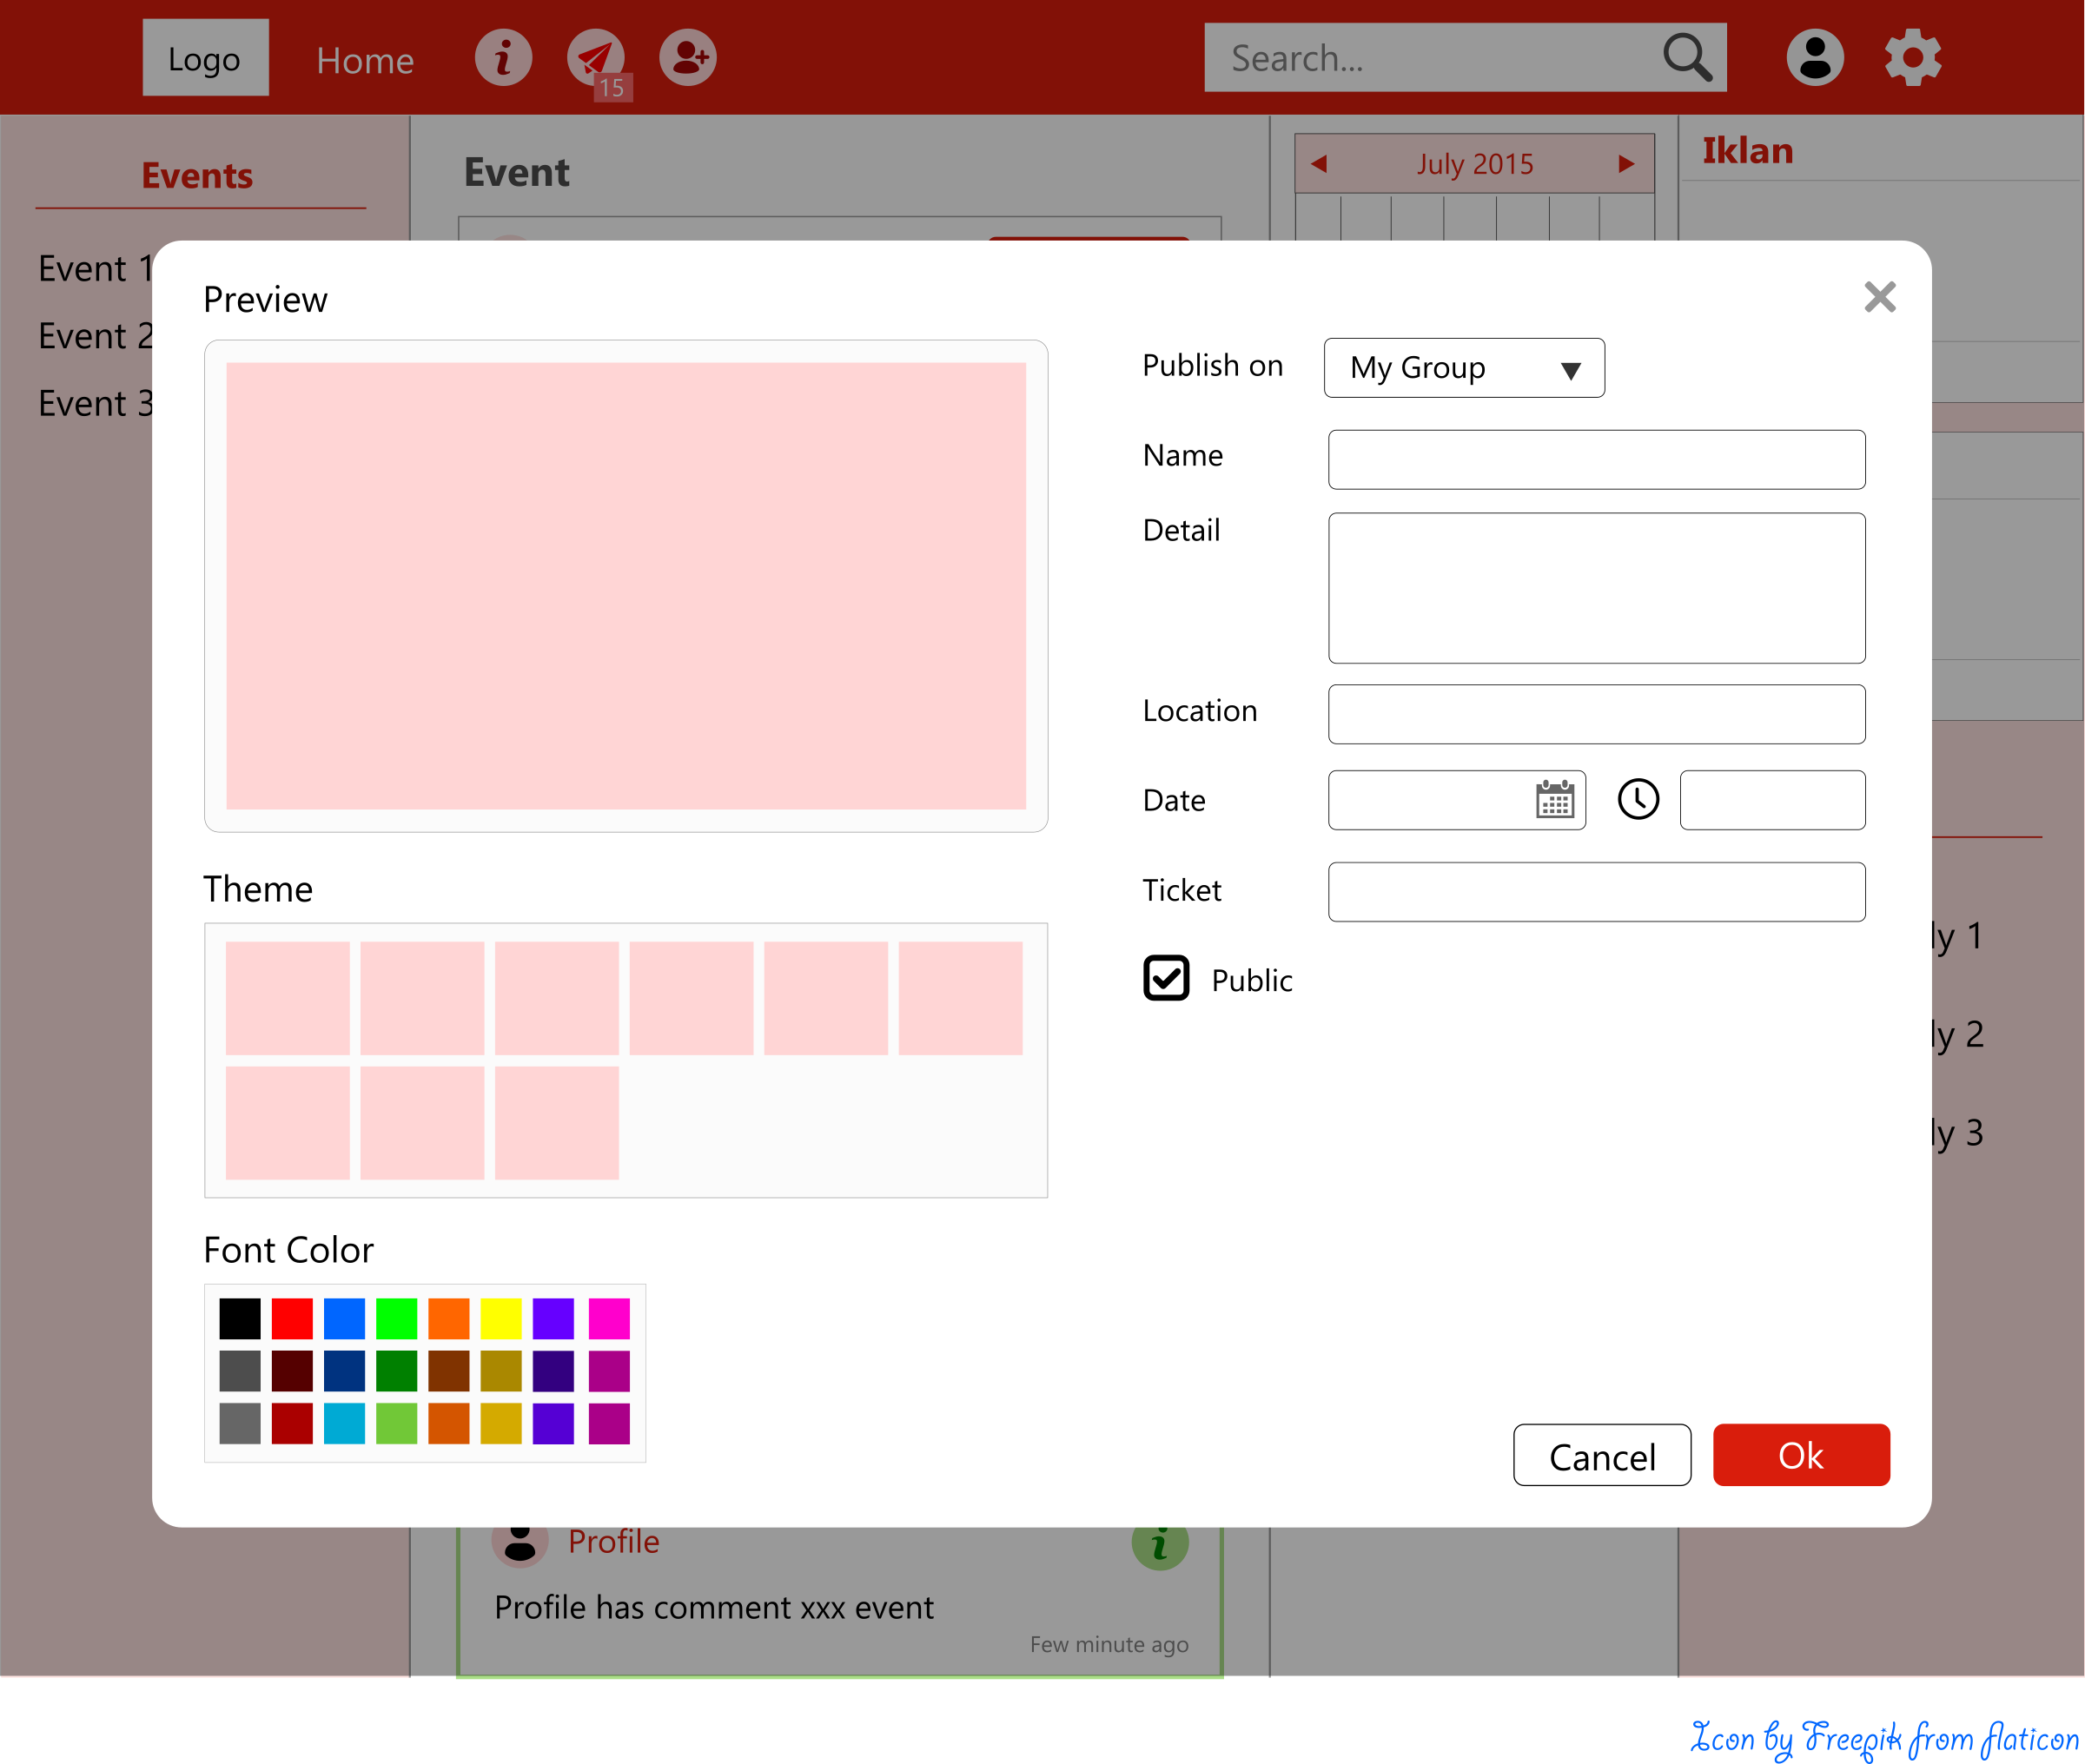 Logo
Home
15
Search...
Events
Event 1
Event 2
Event 3
Event
July 2015
Iklan
Preview
Theme
Font Color
Publish on
My Group
Name
Detail
Location
Date
Ticket
Public
Cancel
Ok
ly 1
ly 2
ly 3
Profile
Profile has comment xxx event
Few minute ago
Icon by Freepik from flaticon